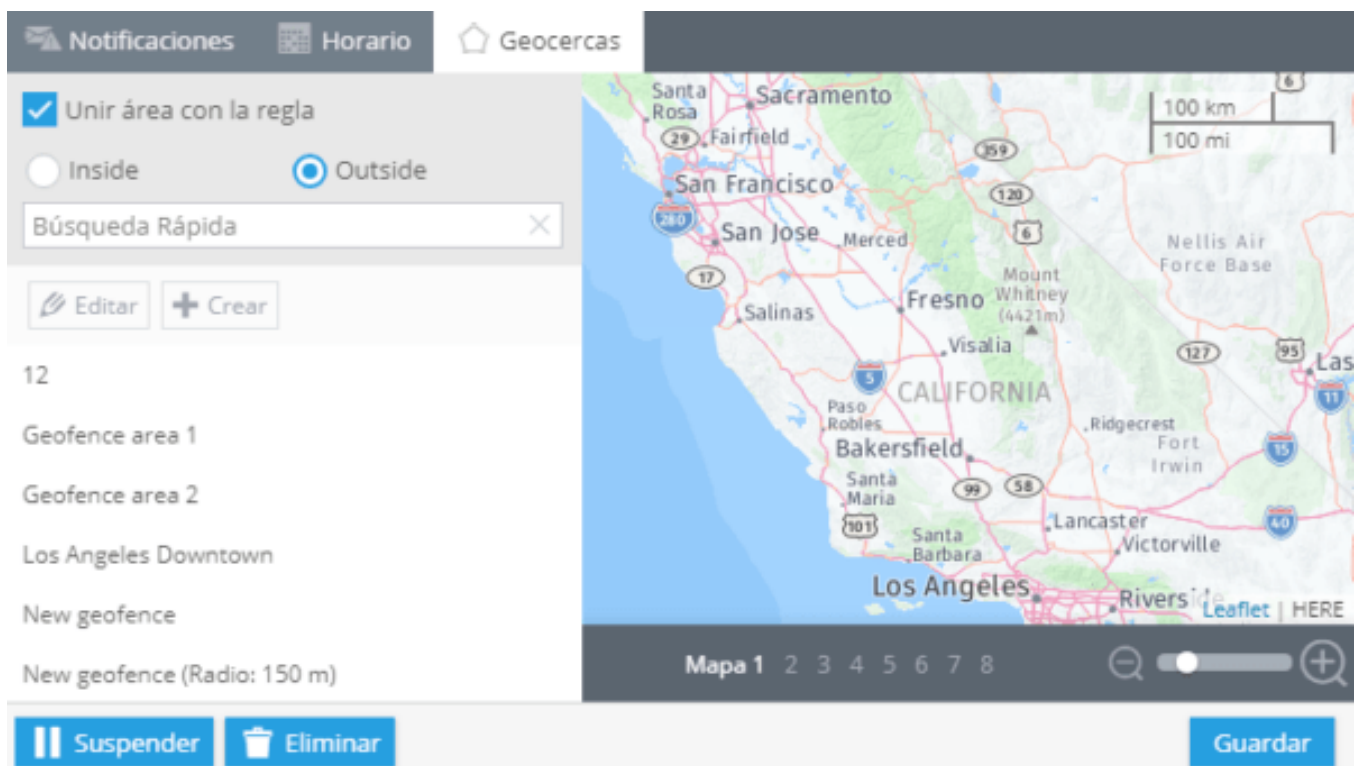 Notificaciones Horario Geocercas
Unir área con la regla
Inside Outside
Búsqueda Rápida
Editar Crear
12
Geofence area 1
Geofence area 2
Los Angeles Downtown
New geofence
New geofence (Radio: 150 m)
Suspender Eliminar
Guardar
100 km
100 mi
Santa
Rosa
Sacramento
6
29
Fairfield
359
San Francisco
120
280
San Jose
Merced
6
Nellis Air
Force Base
17
Mount
Whitney
(4421m)
Salinas
Fresno
Visalia
127
95
Las
5
CALIFORNIA
11
Paso
Robles
Ridgecrest
Bakersfield
Fort
Irwin
15
Santa
Maria
99
58
101
Lancaster
40
Santa
Barbara
Victorville
Los Angeles
Riverside
Leaflet | HERE
Mapa 1 2 3 4 5 6 7 8